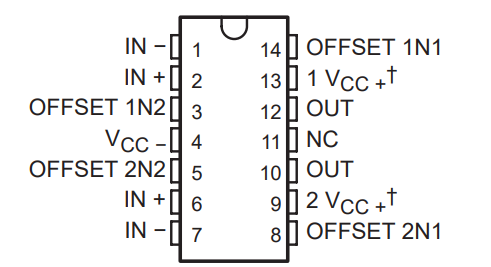 IN − 1 14 OFFSET 1N1
IN + 2 13 1 VCC +†
OFFSET 1N2 3 12 OUT
VCC − 4 11 NC
OFFSET 2N2 5 10 OUT
IN + 6 9 2 VCC +†
IN − 7 8 OFFSET 2N1